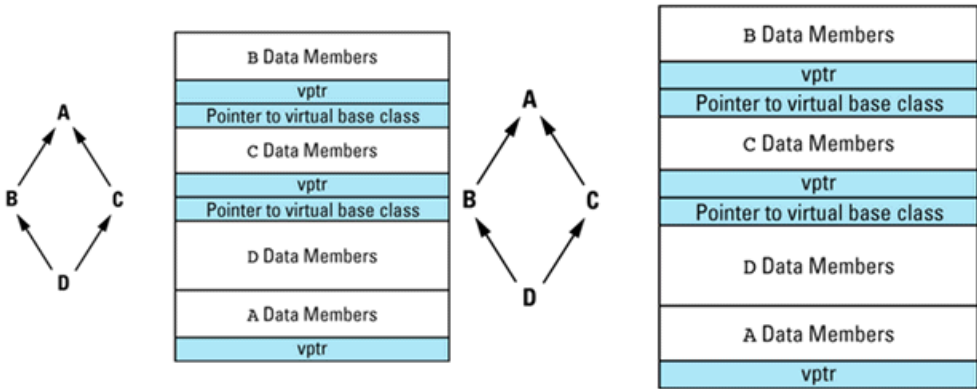 A
B
C
D
B Data Members
vptr
Pointer to virtual base class
C Data Members
vptr
Pointer to virtual base class
D Data Members
A Data Members
vptr
A
B
C
D
B Data Members
vptr
Pointer to virtual base class
C Data Members
vptr
Pointer to virtual base class
D Data Members
A Data Members
vptr